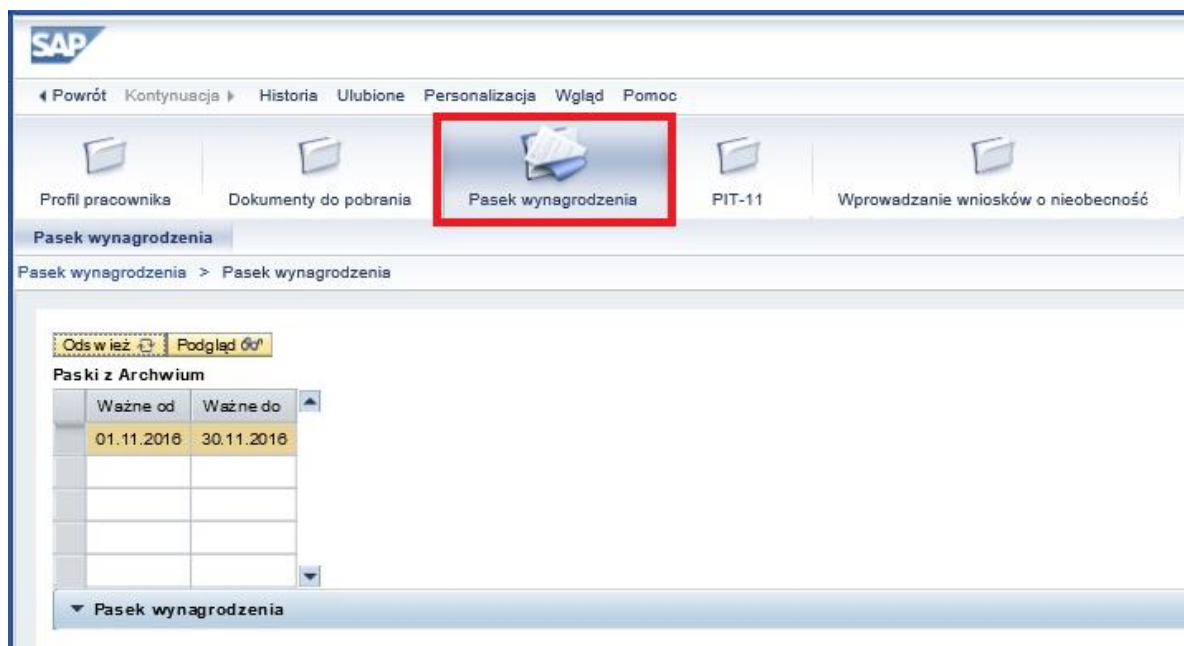 SAP
Powrót Kontynuacja Historia Ulubione Personalizacja Wgląd Pomoc
Profil pracownika Dokumenty do pobrania Pasek wynagrodzenia PIT-11 Wprowadzanie wniosków o nieobecność
Pasek wynagrodzenia
Pasek wynagrodzenia > Pasek wynagrodzenia
Odśwież Podgląd
Paski z Archwium
Ważne od Ważne do
01.11.2016 30.11.2016
Pasek wynagrodzenia